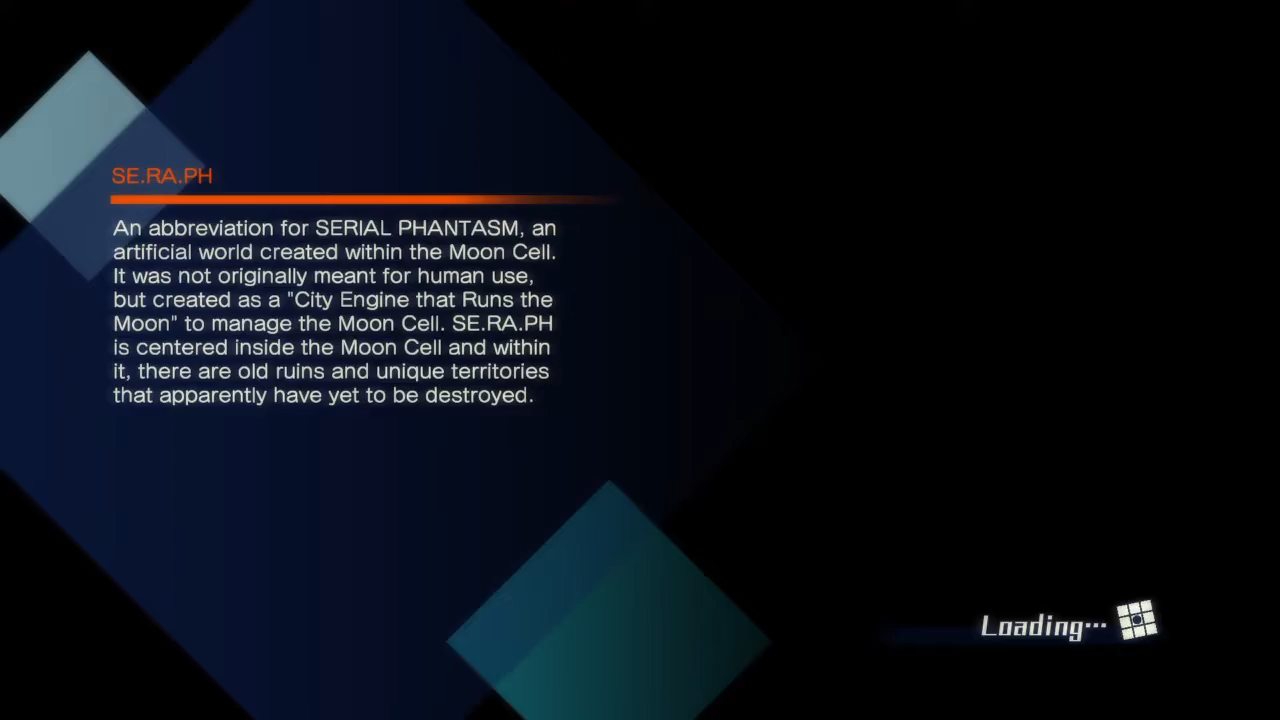 SE.RA.PH
An abbreviation for SERIAL PHANTASM, an
artificial world created within the Moon Cell.
It was not originally meant for human use,
but created as a "City Engine that Runs the
Moon" to manage the Moon Cell. SE.RA.PH
is centered inside the Moon Cell and within
it, there are old ruins and unique territories
that apparently have yet to be destroyed.
Loading…